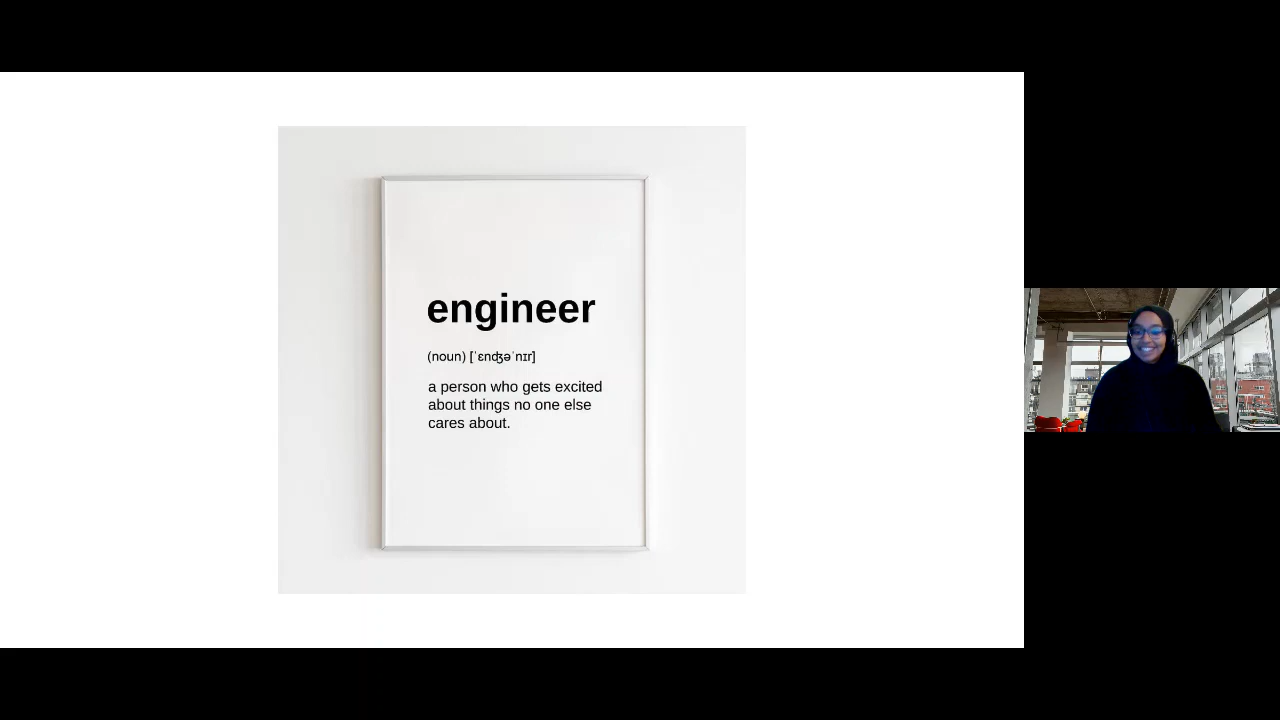 engineer
(noun) [ˈɛnʤəˈnɪr]
a person who gets excited
about things no one else
cares about.